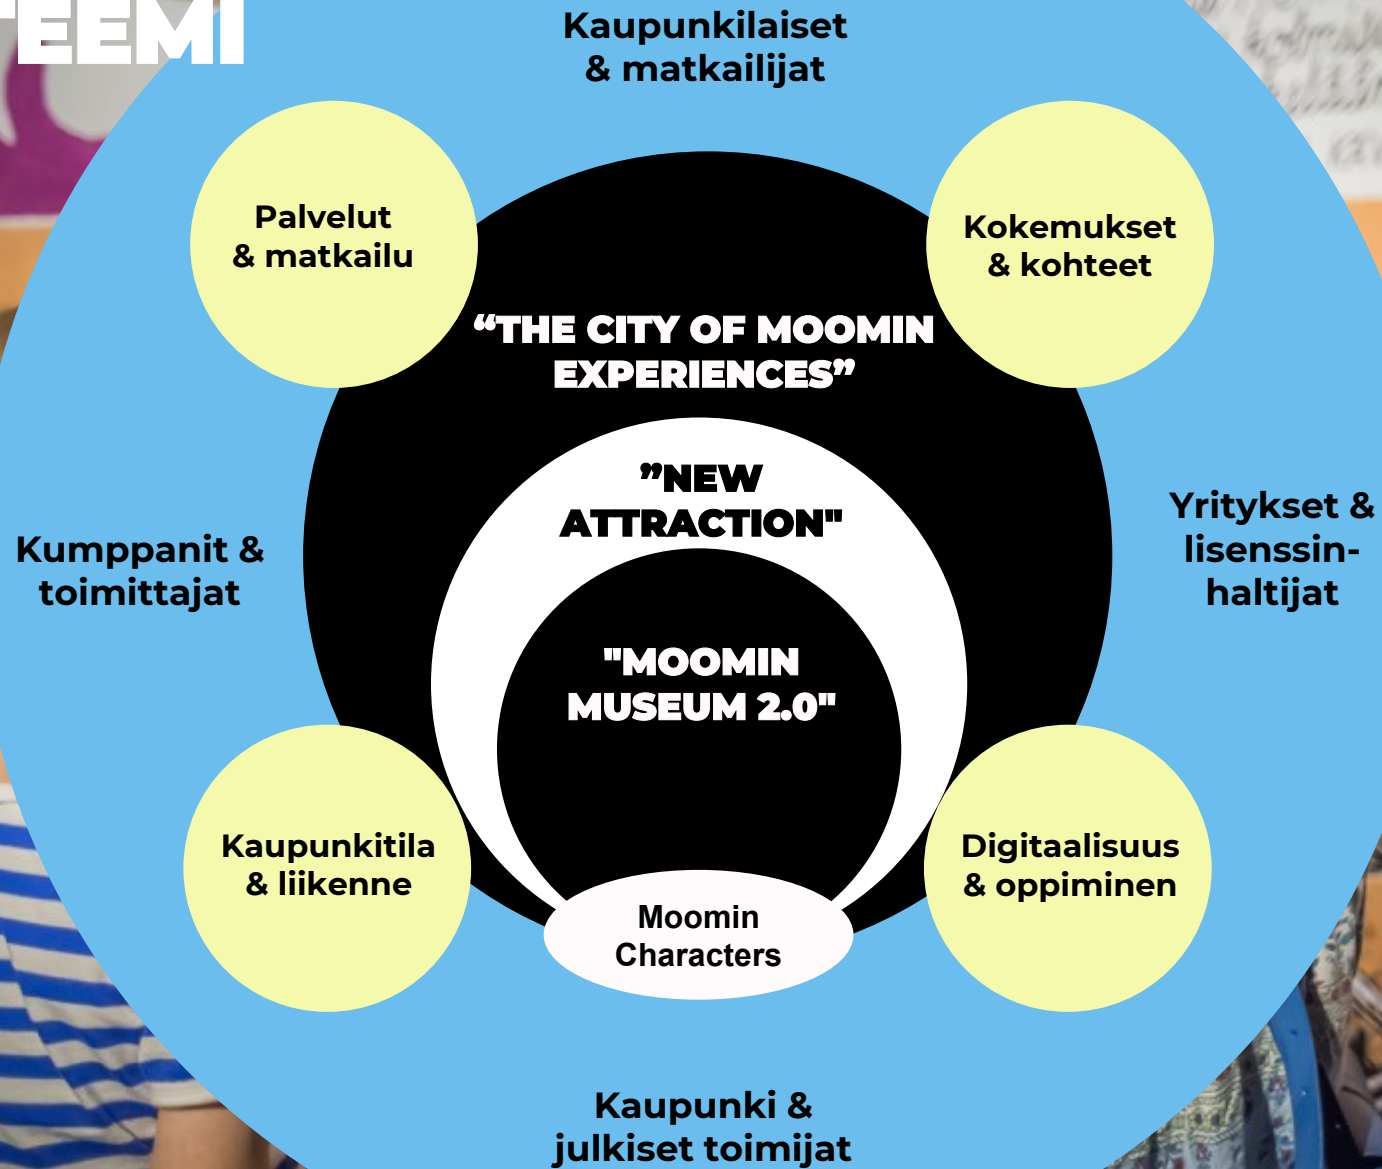 TEEMI
Kaupunkilaiset
& matkailijat
Palvelut
& matkailu
Kokemukset
& kohteet
“THE CITY OF MOOMIN
EXPERIENCES”
”NEW
ATTRACTION"
Kumppanit &
toimittajat
Yritykset &
lisenssin-
haltijat
"MOOMIN
MUSEUM 2.0"
Kaupunkitila
& liikenne
Digitaalisuus
& oppiminen
Moomin
Characters
Kaupunki &
julkiset toimijat